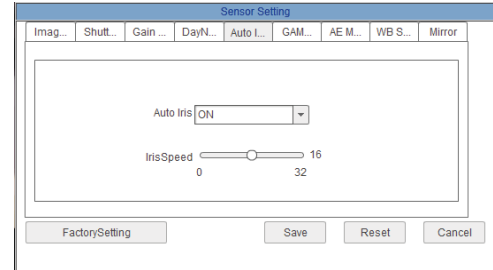 Sensor Setting
Imag... Shutt... Gain ... DayN... Auto I... GAM... AE M... WB S... Mirror
Auto Iris ON
IrisSpeed 16
0 32
FactorySetting Save Reset Cancel